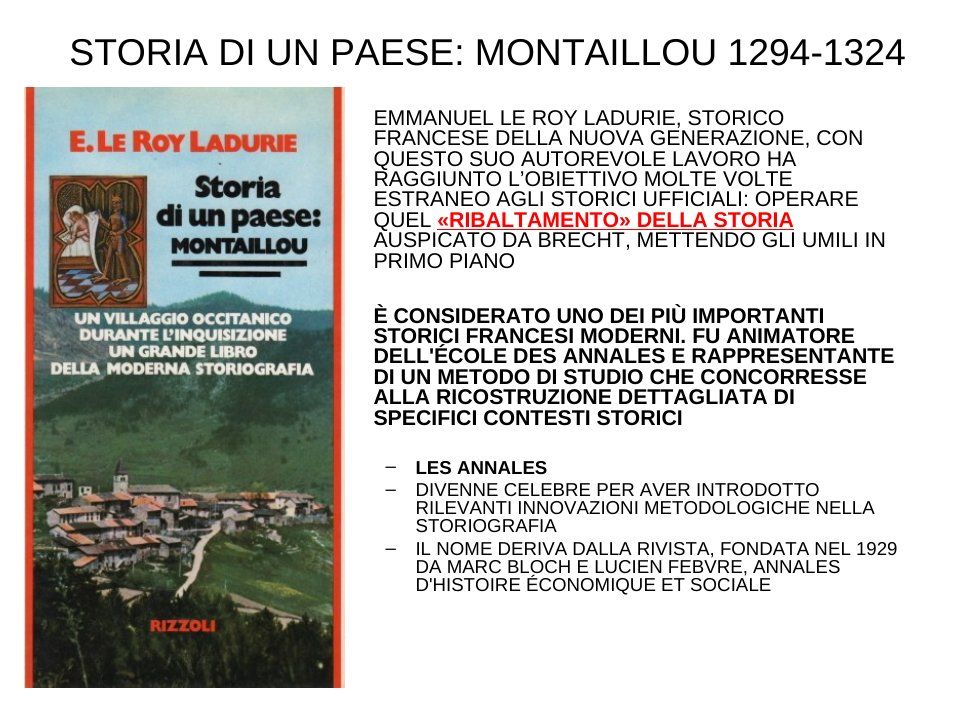 STORIA DI UN PAESE: MONTAILLOU 1294-1324
E. LE ROY LADURIE
Storia
di un paese:
MONTAILLOU
UN VILLAGGIO OCCITANICO
DURANTE L'INQUISIZIONE
UN GRANDE LIBRO
DELLA MODERNA STORIOGRAFIA
RIZZOLI
EMMANUEL LE ROY LADURIE, STORICO
FRANCESE DELLA NUOVA GENERAZIONE, CON
QUESTO SUO AUTOREVOLE LAVORO HA
RAGGIUNTO L’OBIETTIVO MOLTE VOLTE
ESTRANEO AGLI STORICI UFFICIALI: OPERARE
QUEL «RIBALTAMENTO» DELLA STORIA
AUSPICATO DA BRECHT, METTENDO GLI UMILI IN
PRIMO PIANO
È CONSIDERATO UNO DEI PIÙ IMPORTANTI
STORICI FRANCESI MODERNI. FU ANIMATORE
DELL'ÉCOLE DES ANNALES E RAPPRESENTANTE
DI UN METODO DI STUDIO CHE CONCORRESSE
ALLA RICOSTRUZIONE DETTAGLIATA DI
SPECIFICI CONTESTI STORICI
– LES ANNALES
– DIVENNE CELEBRE PER AVER INTRODOTTO
RILEVANTI INNOVAZIONI METODOLOGICHE NELLA
STORIOGRAFIA
– IL NOME DERIVA DALLA RIVISTA, FONDATA NEL 1929
DA MARC BLOCH E LUCIEN FEBVRE, ANNALES
D'HISTOIRE ÉCONOMIQUE ET SOCIALE